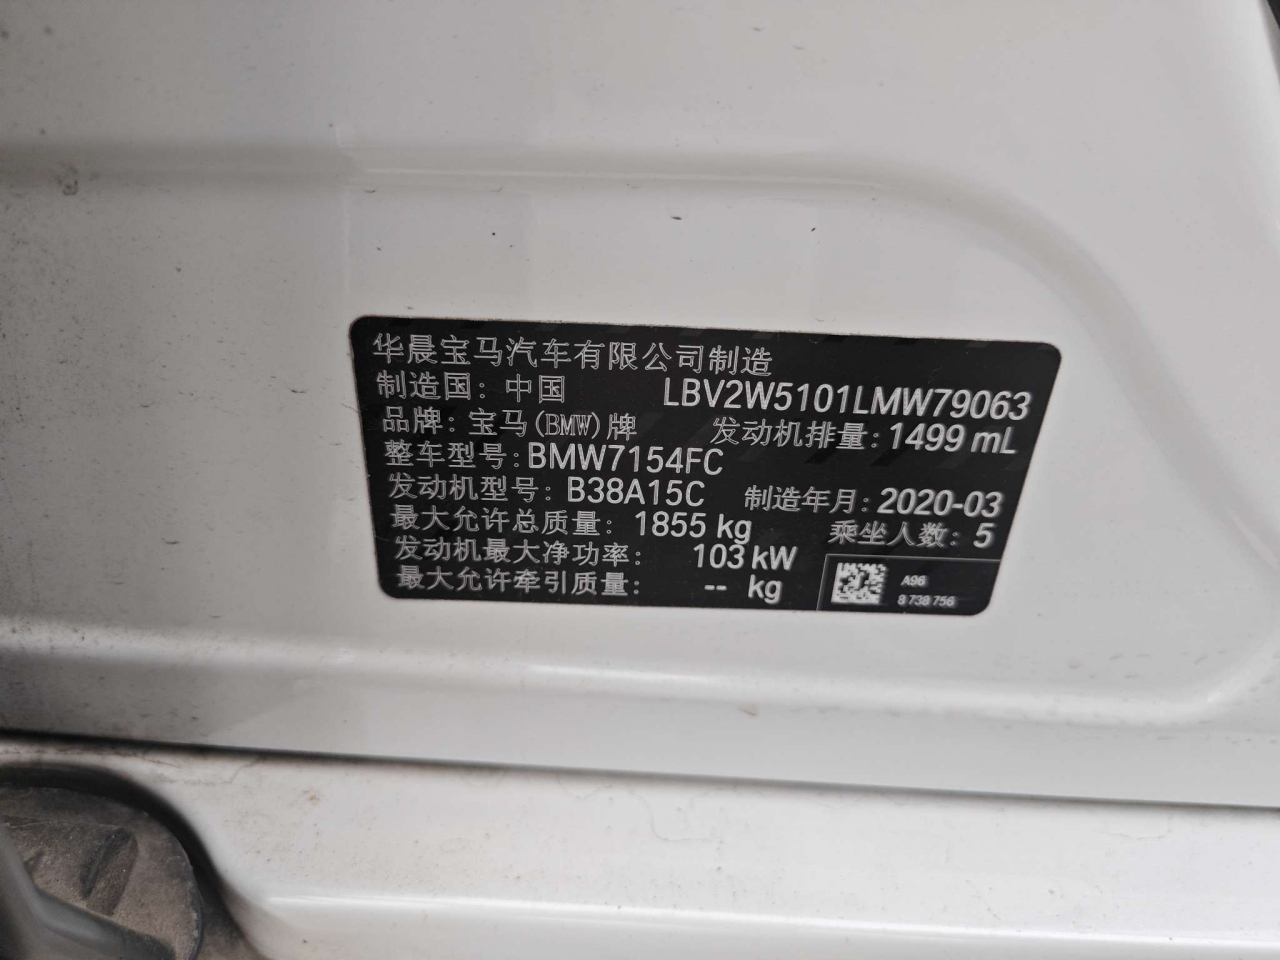 华晨宝马汽车有限公司制造
制造国：中国 LBV2W5101LMW79063
品牌：宝马(BMW)牌 发动机排量：1499 mL
整车型号：BMW7154FC
发动机型号：B38A15C 制造年月：2020-03
最大允许总质量：1855 kg 乘坐人数：5
发动机最大净功率：103 kW
最大允许牵引质量：-- kg
A96
8 738 756